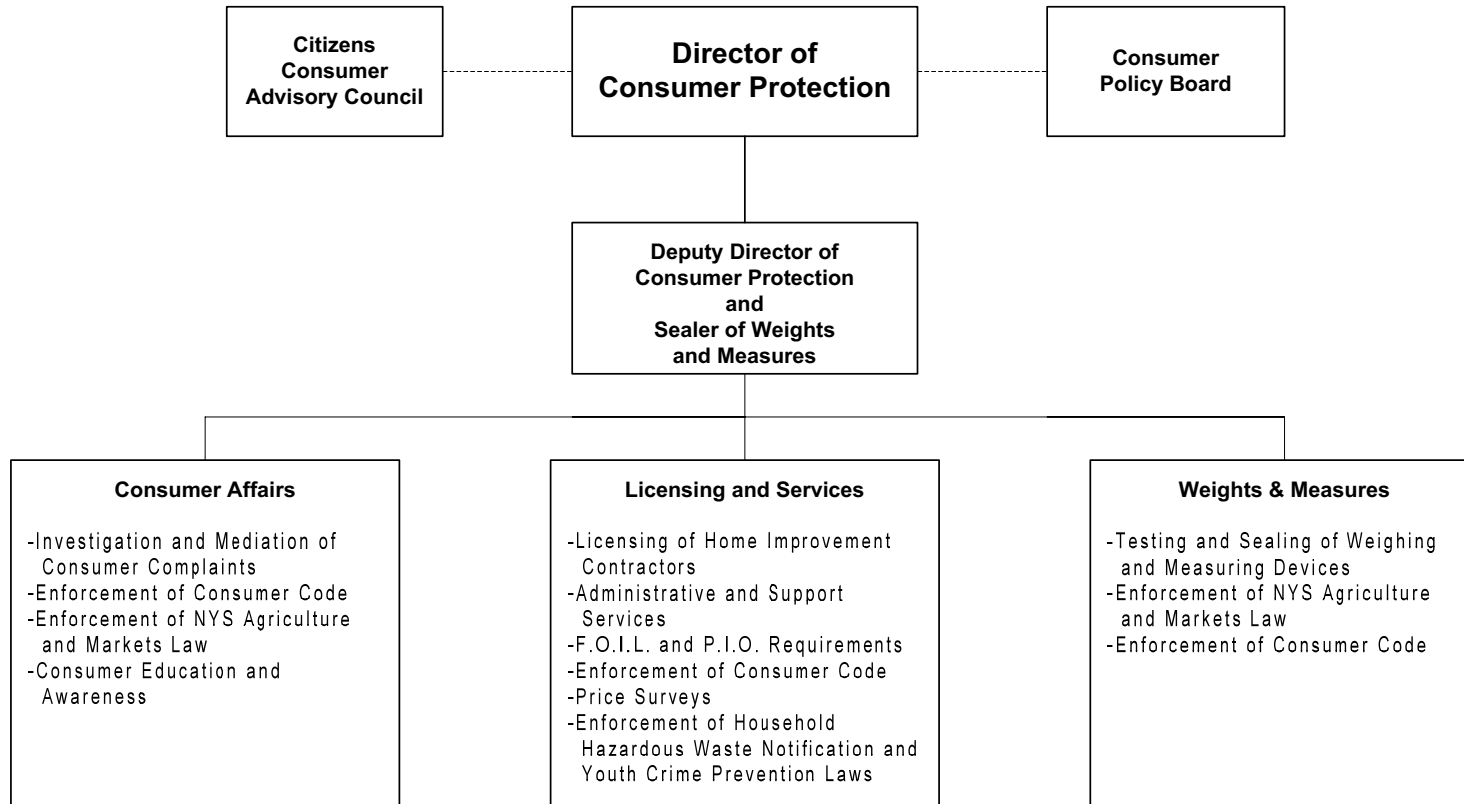 Citizens
Consumer
Advisory Council
Director of
Consumer Protection
Consumer
Policy Board
Deputy Director of
Consumer Protection
and
Sealer of Weights
and Measures
Consumer Affairs
-Investigation and Mediation of
Consumer Complaints
-Enforcement of Consumer Code
-Enforcement of NYS Agriculture
and Markets Law
-Consumer Education and
Awareness
Licensing and Services
-Licensing of Home Improvement
Contractors
-Administrative and Support
Services
-F.O.I.L. and P.I.O. Requirements
-Enforcement of Consumer Code
-Price Surveys
-Enforcement of Household
Hazardous Waste Notification and
Youth Crime Prevention Laws
Weights & Measures
-Testing and Sealing of Weighing
and Measuring Devices
-Enforcement of NYS Agriculture
and Markets Law
-Enforcement of Consumer Code